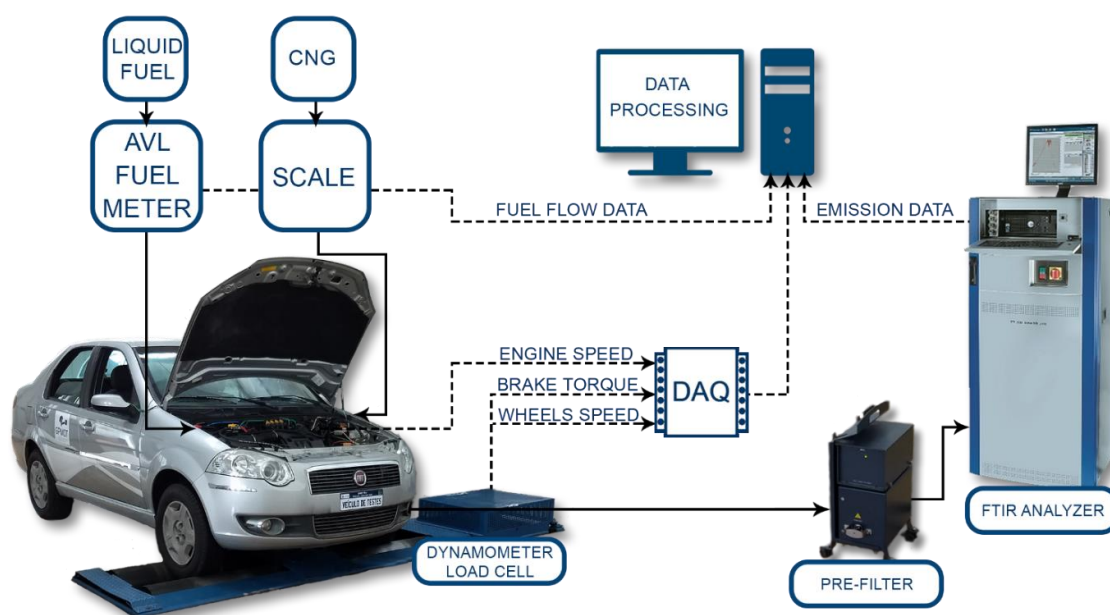 LIQUID
FUEL
CNG
AVL
FUEL
METER
SCALE
DATA
PROCESSING
FUEL FLOW DATA
EMISSION DATA
ENGINE SPEED
BRAKE TORQUE
WHEELS SPEED
DAQ
VEÍCULO DE TESTES
FIAT
DYNAMOMETER
LOAD CELL
PRE-FILTER
FTIR ANALYZER